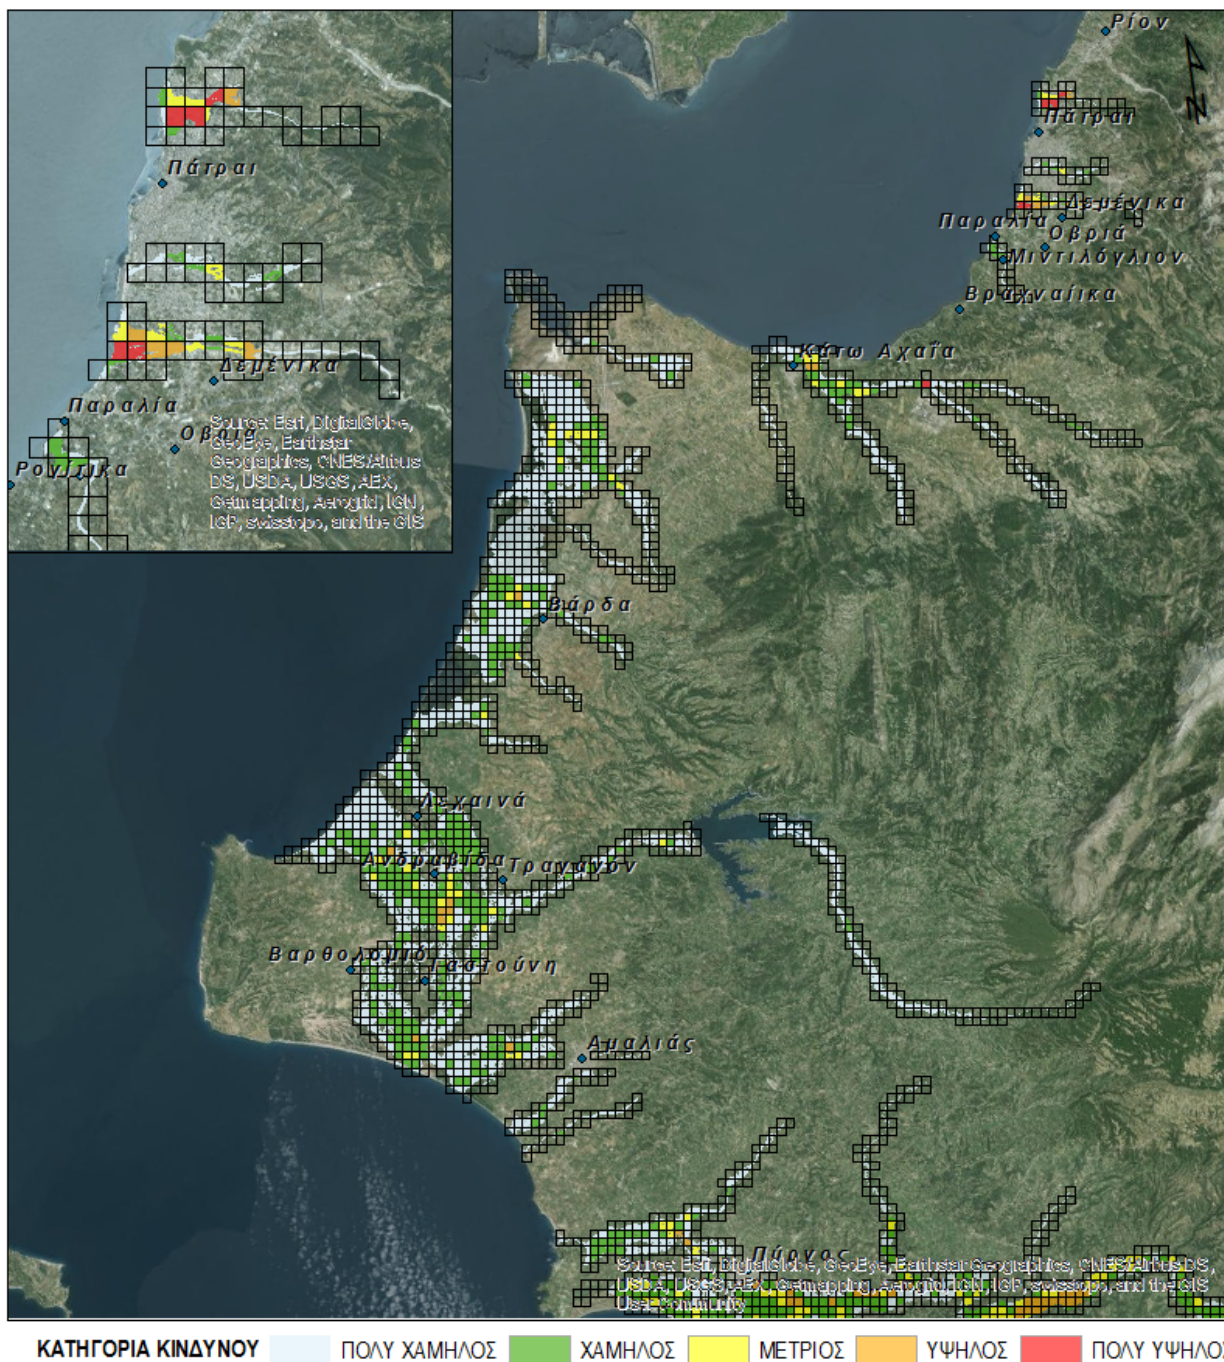 Πάτραι
Δεμένικα
Παραλία
Οβριά
Ρογίτικα
Source: Esri, DigitalGlobe,
GeoEye, Earthstar
Geographics, CNES/Airbus
DS, USDA, USGS, AEX,
Getmapping, Aerogrid, IGN,
IGP, swisstopo, and the GIS
Ρίον
N
Πάτραι
Δεμένικα
Παραλία
Οβριά
Μιντιλόγλιον
Βραχναίικα
Κάτω Αχαΐα
Βάρδα
Λεχαινά
Ανδραβίδα
Τραγανόν
Βαρθολομιό
Γαστούνη
Αμαλιάς
Πύργος
Source: Esri, DigitalGlobe, GeoEye, Earthstar Geographics, CNES/Airbus DS,
USDA, USGS, AEX, Getmapping, Aerogrid, IGN, IGP, swisstopo, and the GIS
User Community
ΚΑΤΗΓΟΡΙΑ ΚΙΝΔΥΝΟΥ ΠΟΛΥ ΧΑΜΗΛΟΣ ΧΑΜΗΛΟΣ ΜΕΤΡΙΟΣ ΥΨΗΛΟΣ ΠΟΛΥ ΥΨΗΛΟΣ